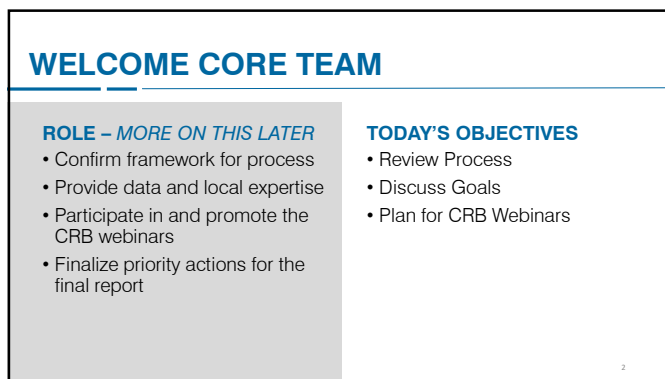 WELCOME CORE TEAM
ROLE – MORE ON THIS LATER
• Confirm framework for process
• Provide data and local expertise
• Participate in and promote the
CRB webinars
• Finalize priority actions for the
final report
TODAY'S OBJECTIVES
• Review Process
• Discuss Goals
• Plan for CRB Webinars
2